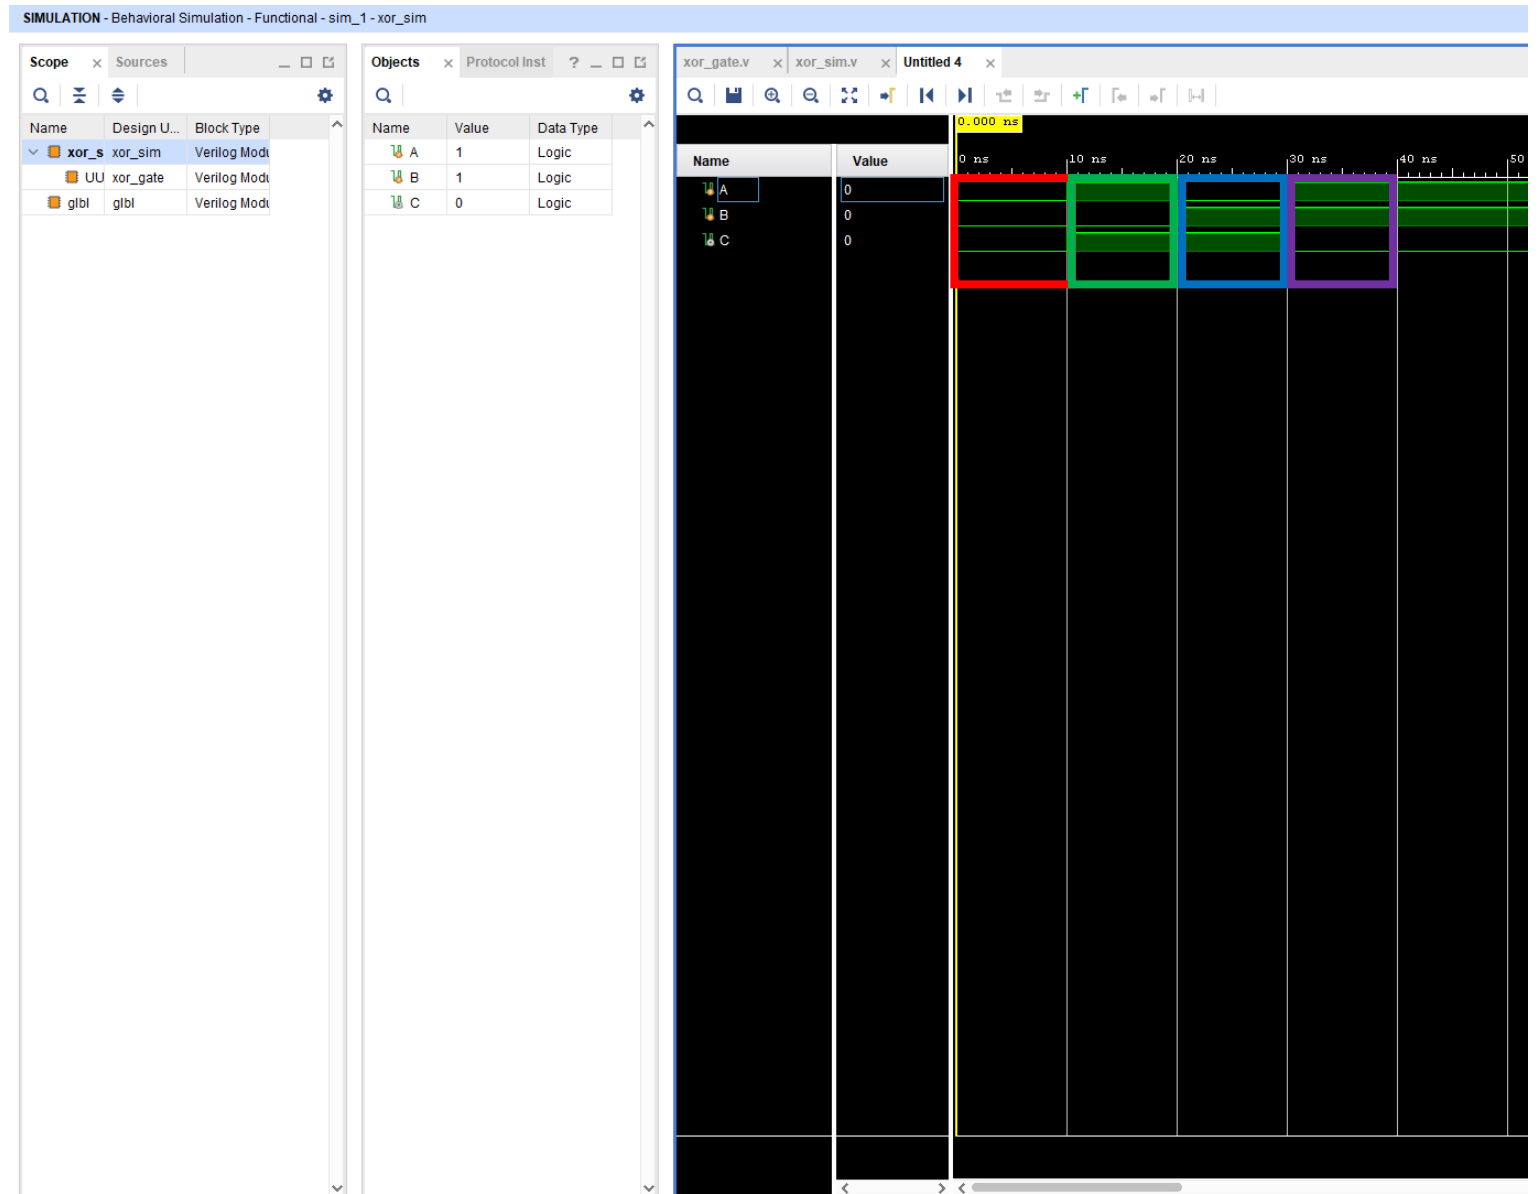 SIMULATION - Behavioral Simulation - Functional - sim_1 - xor_sim
Scope Sources
Name Design U... Block Type
xor_s xor_sim Verilog Modu
UU xor_gate Verilog Modu
glbl glbl Verilog Modu
Objects Protocol Inst ?
Name Value Data Type
A 1 Logic
B 1 Logic
C 0 Logic
xor_gate.v xor_sim.v Untitled 4
0.000 ns
Name Value
0 ns 10 ns 20 ns 30 ns 40 ns 50
A 0
B 0
C 0